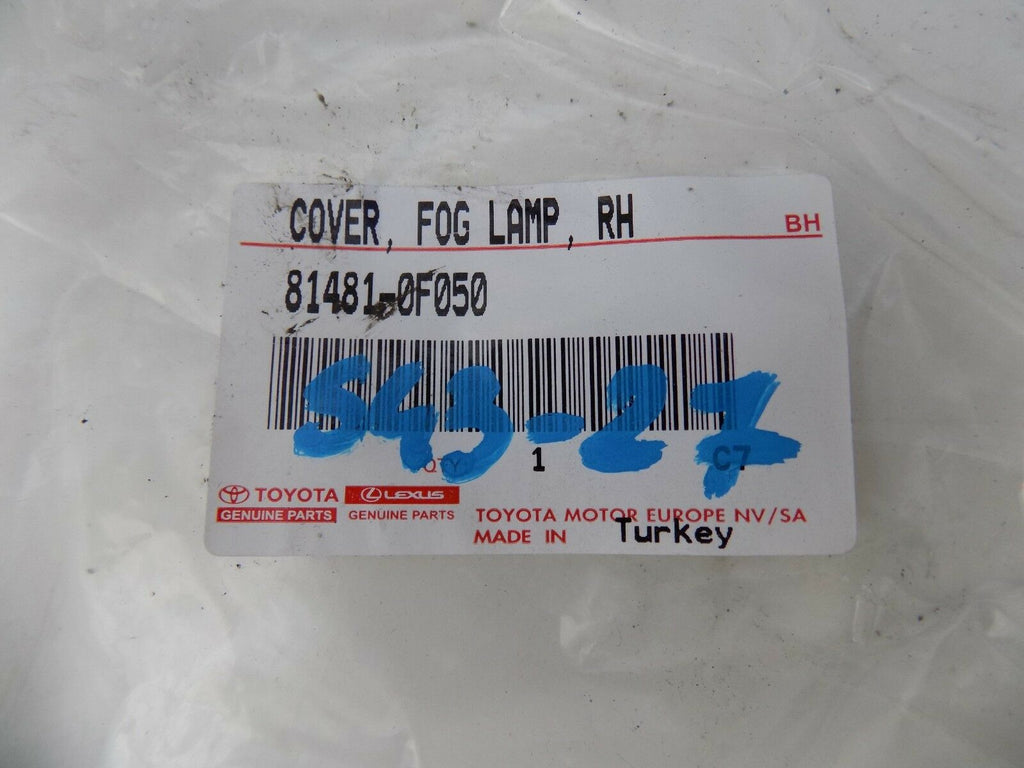 COVER, FOG LAMP, RH
BH
81481-0F050
S43-27
QTY: 1 C7
TOYOTA LEXUS
GENUINE PARTS GENUINE PARTS
TOYOTA MOTOR EUROPE NV/SA
MADE IN Turkey